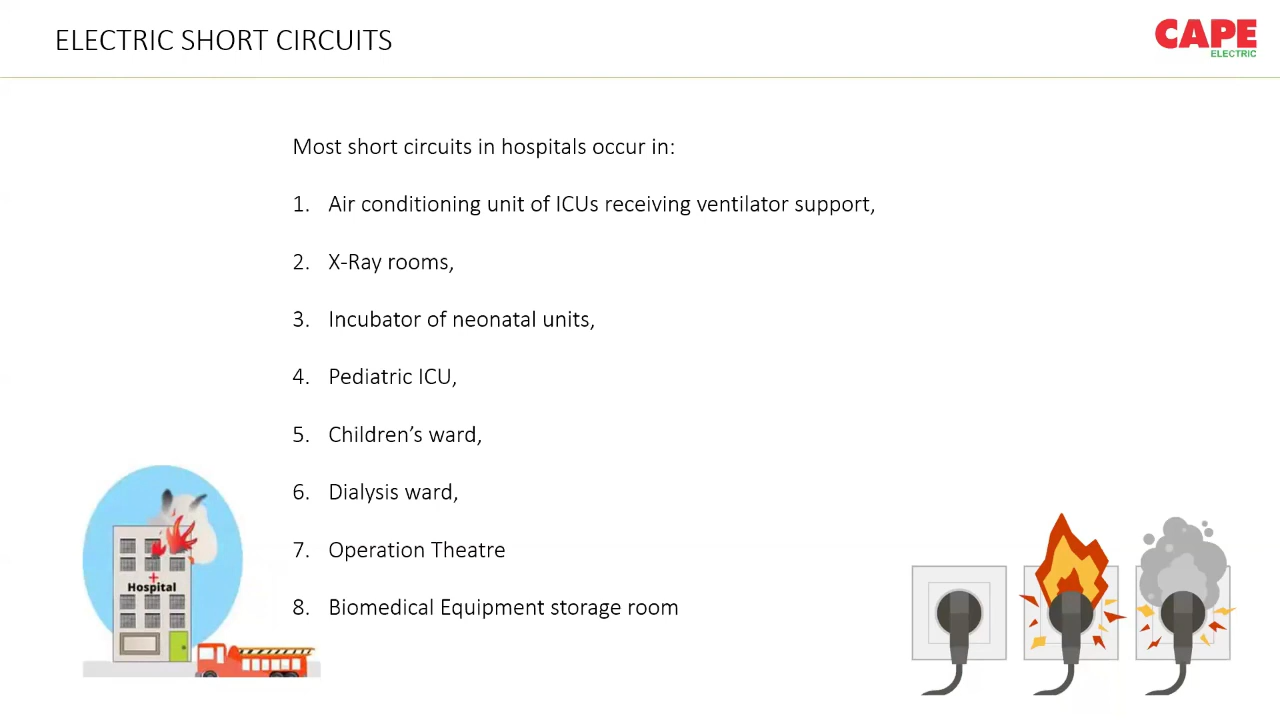 ELECTRIC SHORT CIRCUITS
CAPE
ELECTRIC
Most short circuits in hospitals occur in:
1. Air conditioning unit of ICUs receiving ventilator support,
2. X-Ray rooms,
3. Incubator of neonatal units,
4. Pediatric ICU,
5. Children’s ward,
6. Dialysis ward,
7. Operation Theatre
8. Biomedical Equipment storage room
Hospital